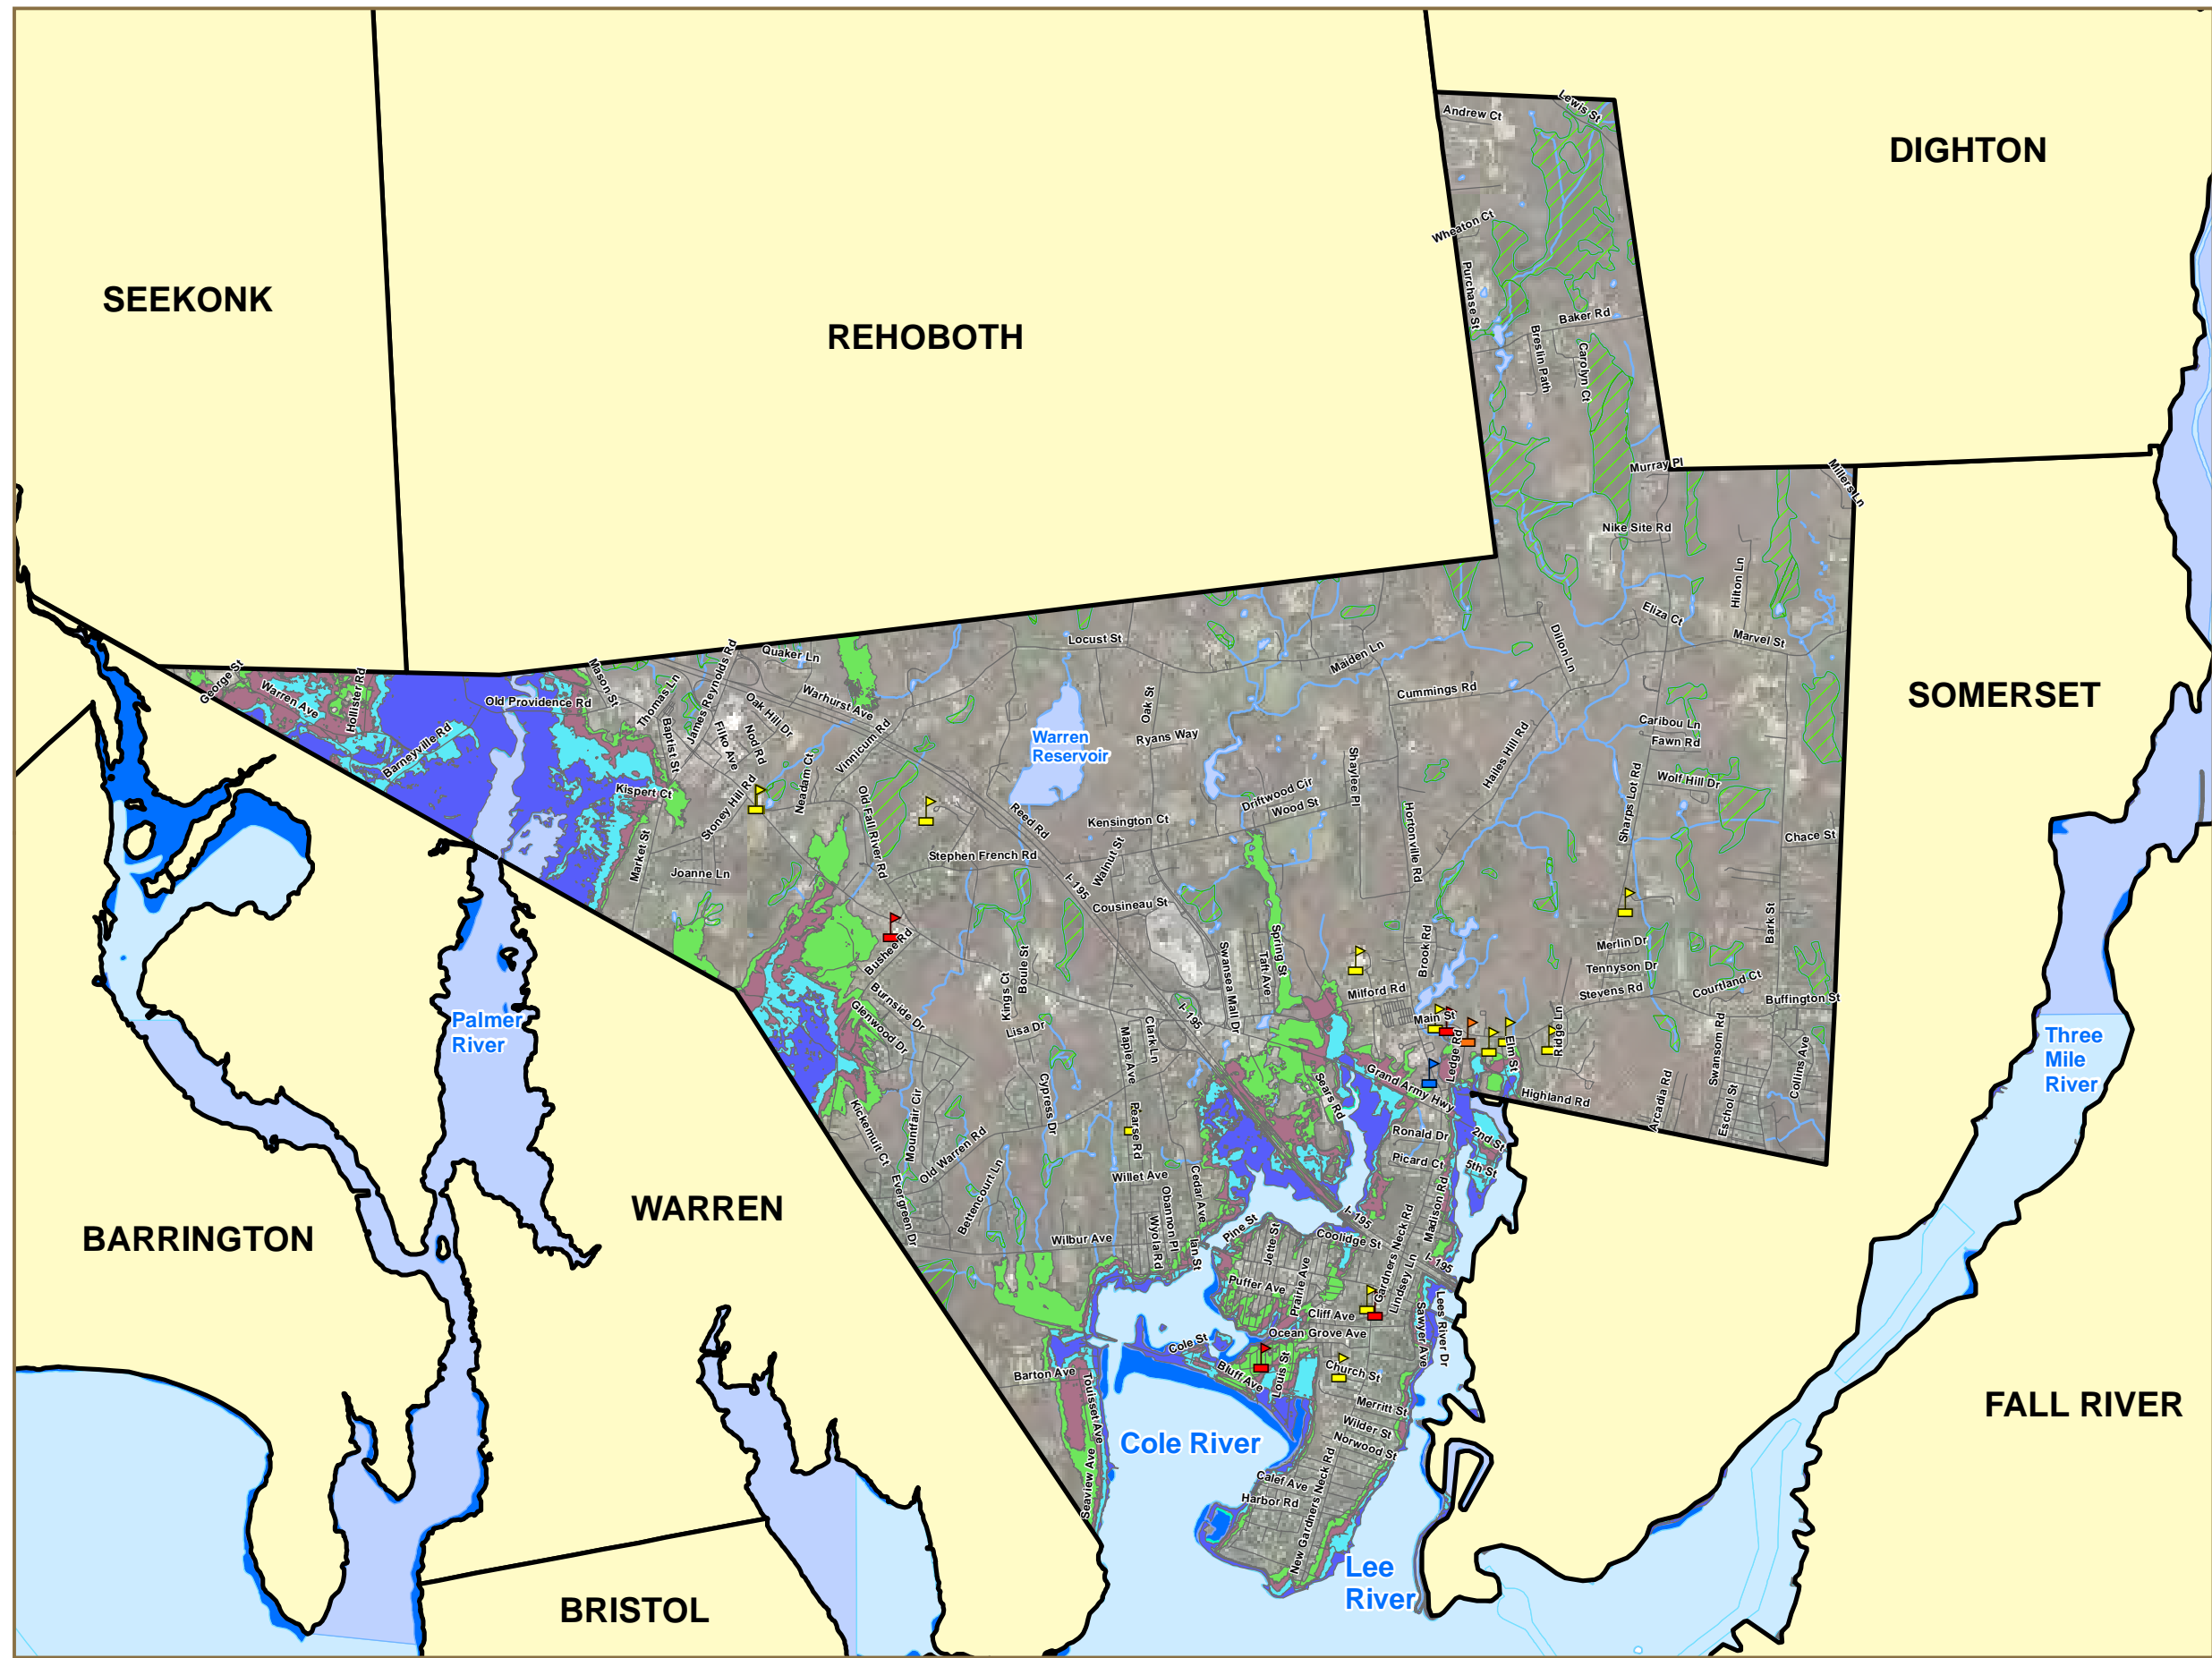 Andrew Ct
Lewis St
DIGHTON
Wheaton Ct
SEEKONK
Purchase St
REHOBOTH
Baker Rd
Breslin Path
Carolyn Ct
Murray Pl
Millers Ln
Nike Site Rd
Hilton Ln
Eliza Ct
Marvel St
Locust St
Dillon Ln
Maiden Ln
Quaker Ln
George St
Warren Ave
Hollister Rd
Old Providence Rd
Mason St
Thomas Ln
James Reynolds Rd
Warhurst Ave
Oak Hill Dr
Cummings Rd
SOMERSET
Oak St
Barneyville Rd
Baptist St
Filko Ave
Nod Rd
Vinnicum Rd
Warren
Reservoir
Ryans Way
Caribou Ln
Fawn Rd
Hailes Hill Rd
Shayiee Pl
Wolf Hill Dr
Kispert Ct
Neadam Ct
Stoney Hill Rd
Old Fall River Rd
Reed Rd
Driftwood Cir
Wood St
Kensington Ct
Hortonville Rd
Sharps Lot Rd
Chace St
Market St
Stephen French Rd
Walnut St
Joanne Ln
I-195
Cousineau St
Bark St
Bushee Rd
Boule St
Kings Ct
Swansea Mall Dr
Taft Ave
Spring St
Brook Rd
Merlin Dr
Tennyson Dr
Milford Rd
Stevens Rd
Courtland Ct
Buffington St
Burnside Dr
Glenwood Dr
Lisa Dr
I-195
Main St
Palmer
River
Three
Mile
River
Clark Ln
Maple Ave
Ledge Rd
Elm St
Ridge Ln
Swansom Rd
Collins Ave
Cypress Dr
Sears Rd
Grand Army Hwy
Highland Rd
Arcadia Rd
Eschol St
Kickemuit Ct
Mountfair Cir
Pearse Rd
Ronald Dr
2nd St
Old Warren Rd
Picard Ct
5th St
WARREN
Willet Ave
Cedar Ave
Bettencourt Ln
Evergreen Dr
Obannon Pl
Madison Rd
BARRINGTON
Wilbur Ave
Wyola Rd
Ian St
Pine St
Jette St
I-195
Coolidge St
Gardners Neck Rd
I-195
Puffer Ave
Prairie Ave
Lindsey Ln
Cliff Ave
Sawyer Ave
Lees River Dr
Ocean Grove Ave
Cole St
Barton Ave
Bluff Ave
Louis St
Church St
Touisset Ave
Merritt St
FALL RIVER
Wilder St
Cole River
Norwood St
Seaview Ave
Calef Ave
Harbor Rd
New Gardners Neck Rd
Lee
River
BRISTOL